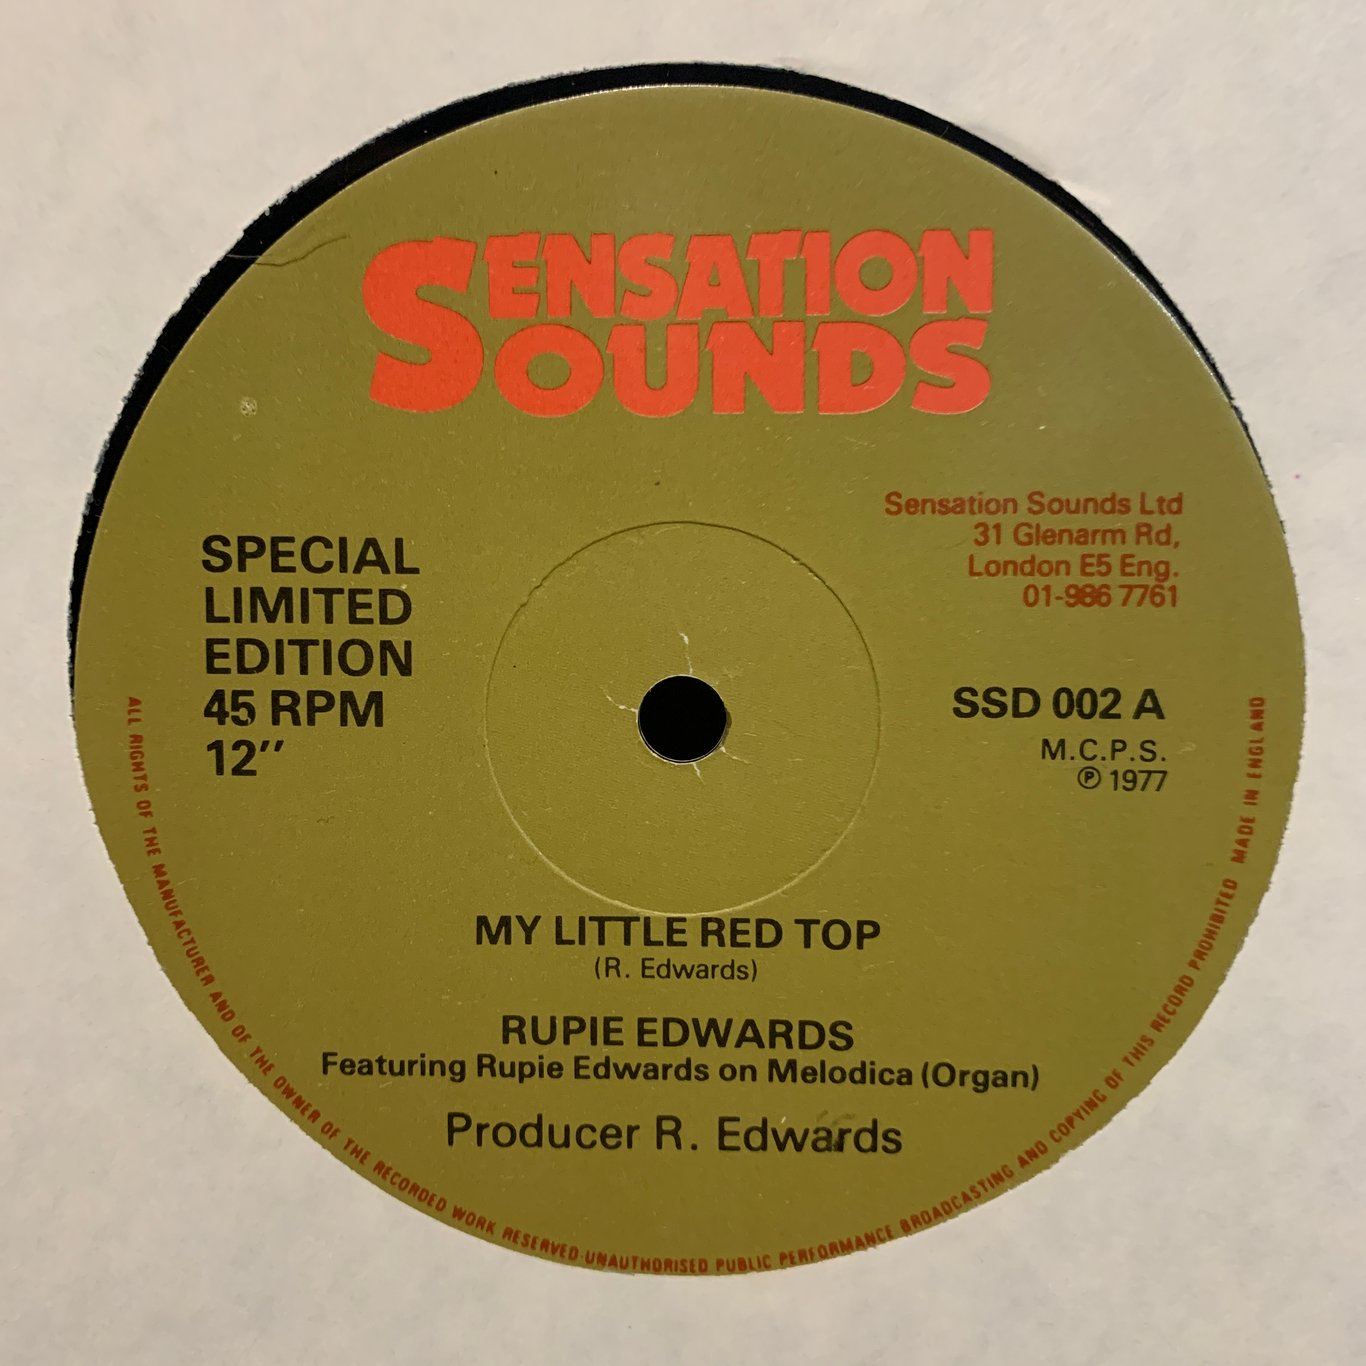 SENSATION
SOUNDS
Sensation Sounds Ltd
31 Glenarm Rd,
London E5 Eng.
01-986 7761
SPECIAL
LIMITED
EDITION
45 RPM
12″
SSD 002 A
M.C.P.S.
℗ 1977
MY LITTLE RED TOP
(R. Edwards)
RUPIE EDWARDS
Featuring Rupie Edwards on Melodica (Organ)
Producer R. Edwards
ALL RIGHTS OF THE MANUFACTURER AND OF THE OWNER OF THE RECORDED WORK RESERVED·UNAUTHORISED PUBLIC PERFORMANCE BROADCASTING AND COPYING OF THIS RECORD PROHIBITED MADE IN ENGLAND